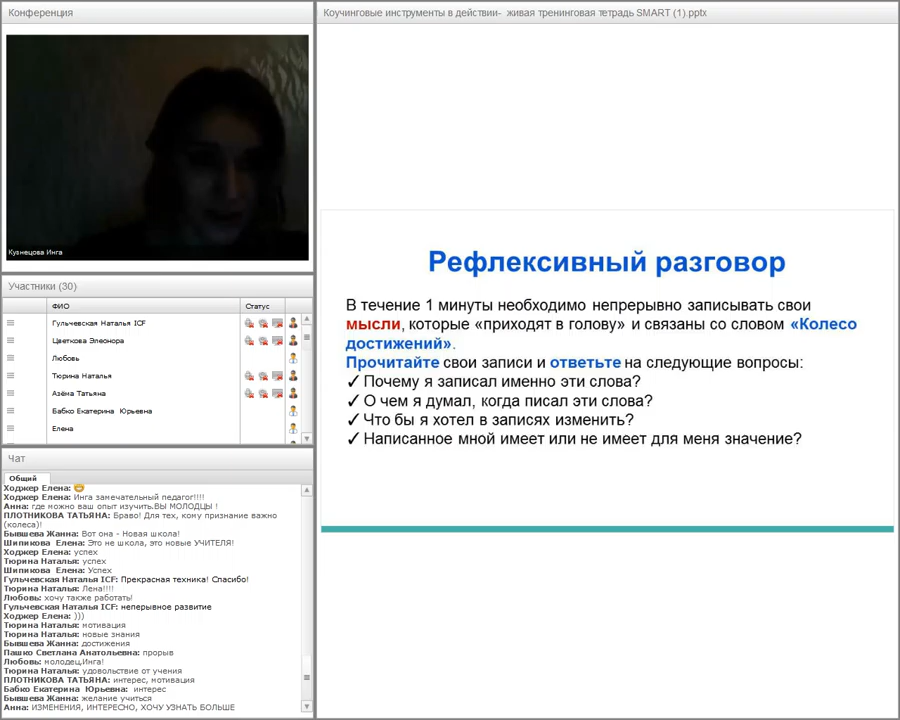 Конференция
Кузнецова Инга
Участники (30)
ФИО
Статус
Гульчевская Наталья ICF
Цветкова Элеонора
Любовь
Тюрина Наталья
Азёма Татьяна
Бабко Екатерина Юрьевна
Елена
Чат
Общий
Ходжер Елена:
Ходжер Елена: Инга замечательный педагог!!!!
Анна: где можно ваш опыт изучить.ВЫ МОЛОДЦЫ !
ПЛОТНИКОВА ТАТЬЯНА: Браво! Для тех, кому признание важно
(колеса)!
Бывшева Жанна: Вот она - Новая школа!
Шипикова Елена: Это не школа, это новые УЧИТЕЛЯ!
Ходжер Елена: успех
Тюрина Наталья: успех
Шипикова Елена: Успех
Гульчевская Наталья ICF: Прекрасная техника! Спасибо!
Тюрина Наталья: Лена!!!!
Любовь: хочу также работать!
Гульчевская Наталья ICF: неперывное развитие
Ходжер Елена: )))
Тюрина Наталья: мотивация
Тюрина Наталья: новые знания
Бывшева Жанна: достижения
Пашко Светлана Анатольевна: прорыв
Любовь: молодец,Инга!
Тюрина Наталья: удовольствие от учения
ПЛОТНИКОВА ТАТЬЯНА: интерес, мотивация
Бабко Екатерина Юрьевна: интерес
Бывшева Жанна: желание учиться
Анна: ИЗМЕНЕНИЯ, ИНТЕРЕСНО, ХОЧУ УЗНАТЬ БОЛЬШЕ
Коучинговые инструменты в действии- живая тренинговая тетрадь SMART (1).pptx
Рефлексивный разговор
В течение 1 минуты необходимо непрерывно записывать свои
мысли, которые «приходят в голову» и связаны со словом «Колесо
достижений».
Прочитайте свои записи и ответьте на следующие вопросы:
✓ Почему я записал именно эти слова?
✓ О чем я думал, когда писал эти слова?
✓ Что бы я хотел в записях изменить?
✓ Написанное мной имеет или не имеет для меня значение?